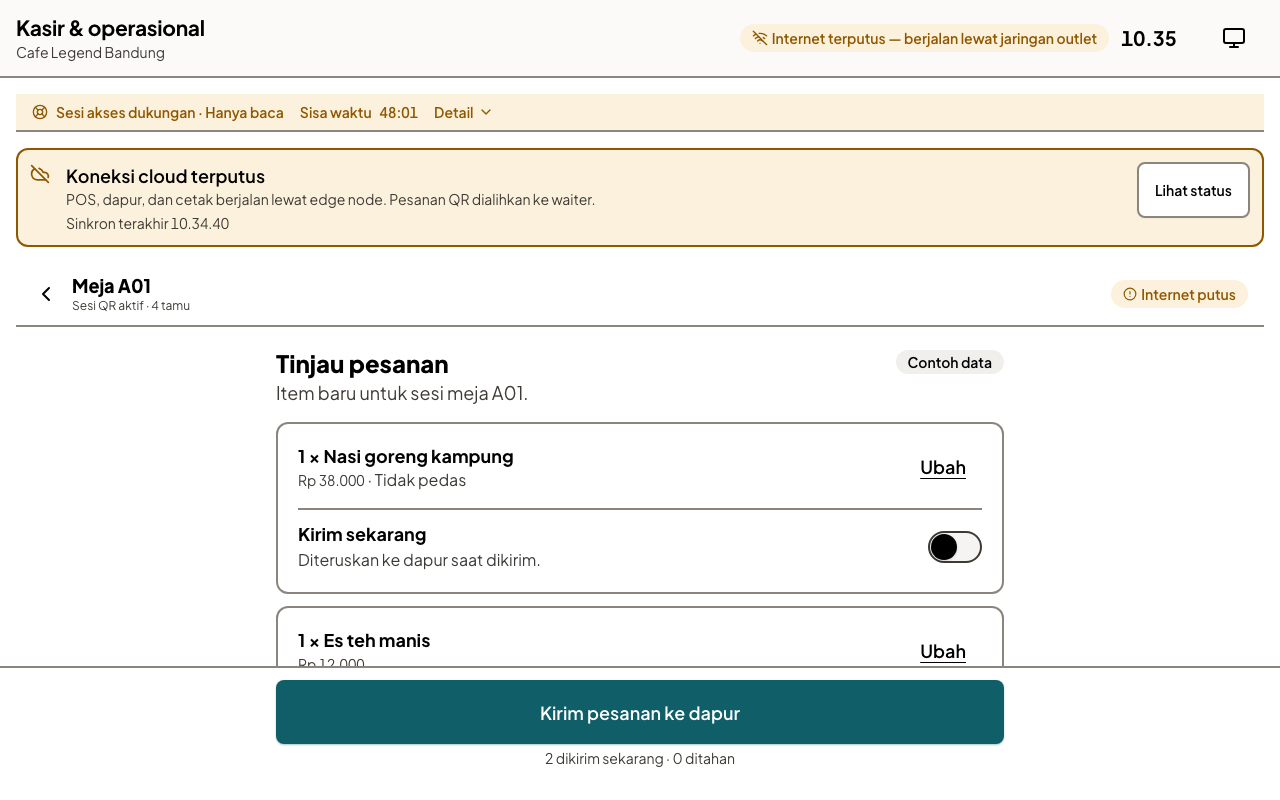 Kasir & operasional
Cafe Legend Bandung
Internet terputus — berjalan lewat jaringan outlet
10.35
Sesi akses dukungan · Hanya baca
Sisa waktu 48:01
Detail
Koneksi cloud terputus
POS, dapur, dan cetak berjalan lewat edge node. Pesanan QR dialihkan ke waiter.
Sinkron terakhir 10.34.40
Lihat status
Meja A01
Sesi QR aktif · 4 tamu
Internet putus
Tinjau pesanan
Contoh data
Item baru untuk sesi meja A01.
1 × Nasi goreng kampung
Rp 38.000 · Tidak pedas
Ubah
Kirim sekarang
Diteruskan ke dapur saat dikirim.
1 × Es teh manis
Rp 12.000
Ubah
Kirim pesanan ke dapur
2 dikirim sekarang · 0 ditahan